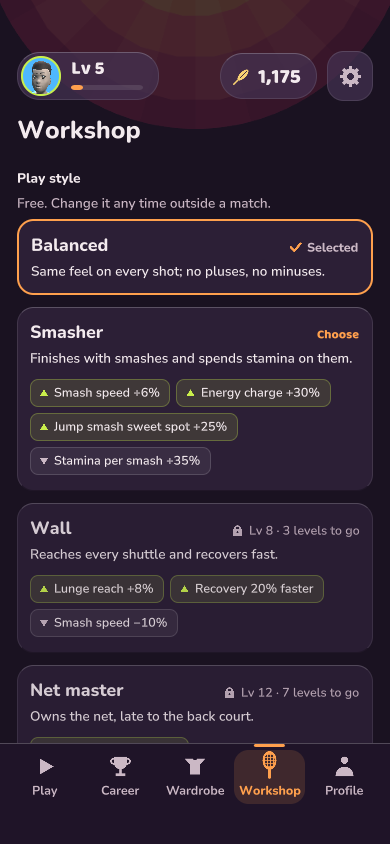 Lv 5
1,175
Workshop
Play style
Free. Change it any time outside a match.
Balanced
Selected
Same feel on every shot; no pluses, no minuses.
Smasher
Choose
Finishes with smashes and spends stamina on them.
Smash speed +6%
Energy charge +30%
Jump smash sweet spot +25%
Stamina per smash +35%
Wall
Lv 8 · 3 levels to go
Reaches every shuttle and recovers fast.
Lunge reach +8%
Recovery 20% faster
Smash speed −10%
Net master
Lv 12 · 7 levels to go
Owns the net, late to the back court.
Play
Career
Wardrobe
Workshop
Profile